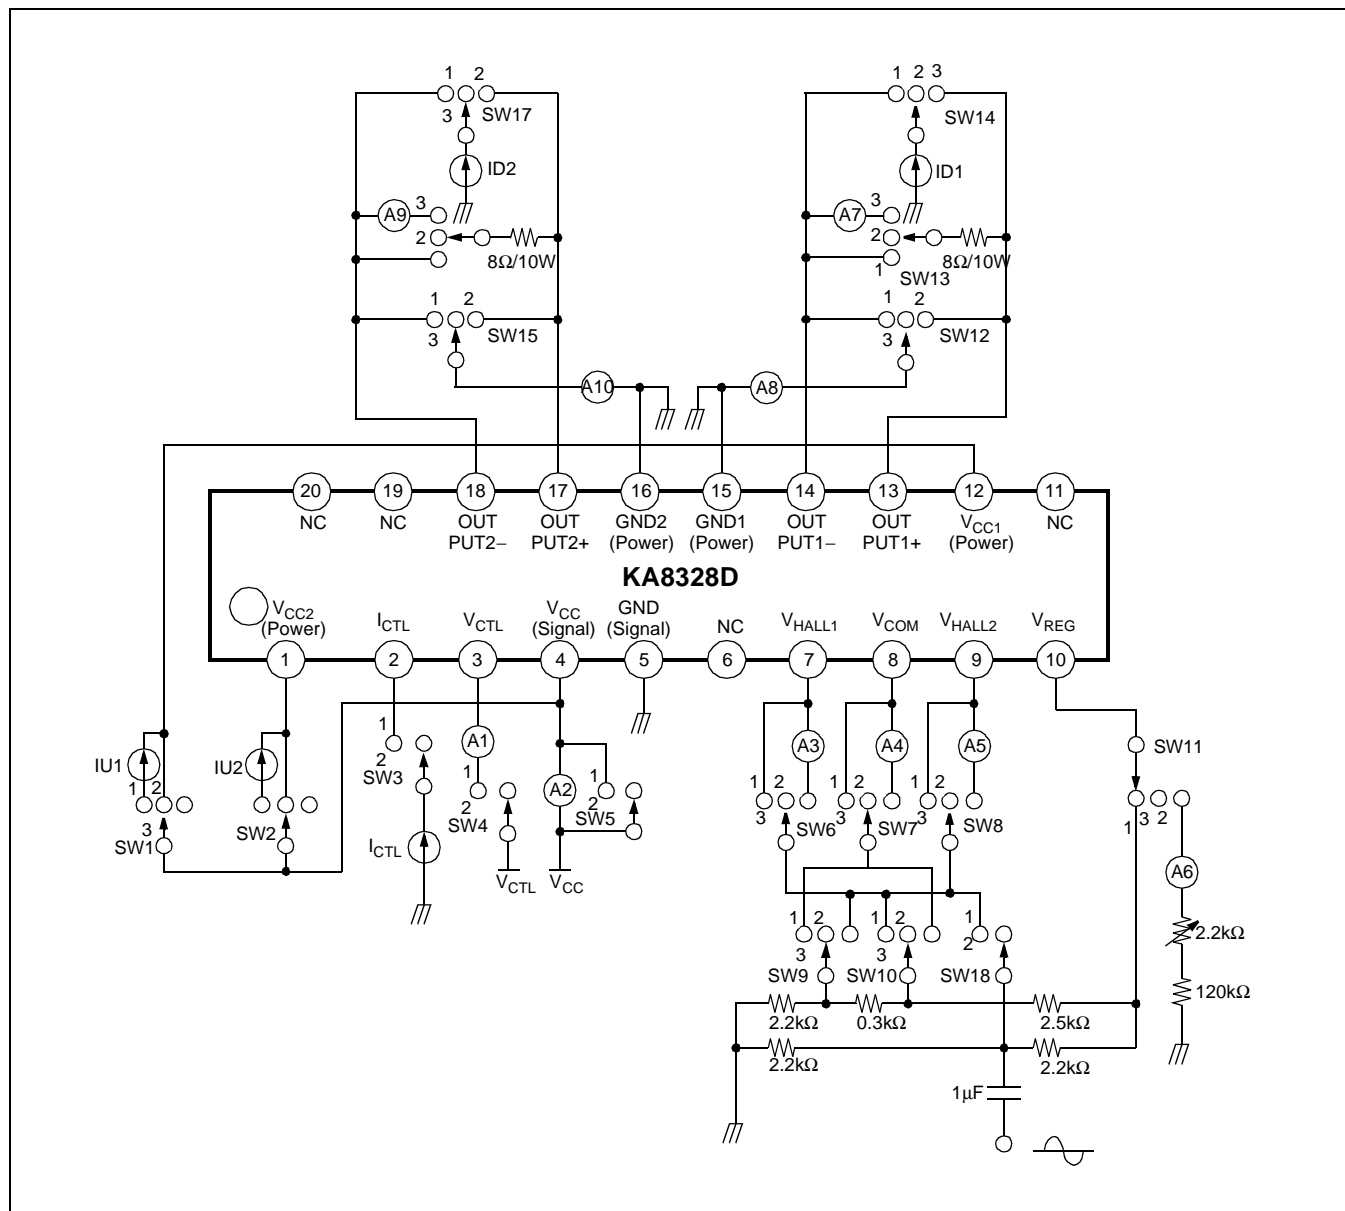 1 2
3 SW17
ID2
A9 3
2
8Ω/10W
1 2
3 SW15
A10
1 2 3
SW14
ID1
A7 3
2
1 SW13
8Ω/10W
1 2
3 SW12
A8
20 19 18 17 16 15 14 13 12 11
NC NC OUT OUT GND2 GND1 OUT OUT VCC1 NC
PUT2− PUT2+ (Power) (Power) PUT1− PUT1+ (Power)
KA8328D
VCC2 ICTL VCTL VCC GND NC VHALL1 VCOM VHALL2 VREG
(Power) (Signal) (Signal)
1 2 3 4 5 6 7 8 9 10
IU1 1 2
3
SW1
IU2
SW2
1
2
SW3
ICTL
A1
1
2
SW4
VCTL
A2
1
2
SW5
VCC
A3
1 2
3 SW6
A4
1 2
3 SW7
A5
1 2
3 SW8
SW11
1 3 2
A6
2.2kΩ
120kΩ
1 2
3
SW9
1 2
3
SW10
1
2
SW18
2.2kΩ 0.3kΩ 2.5kΩ
2.2kΩ 2.2kΩ
1μF